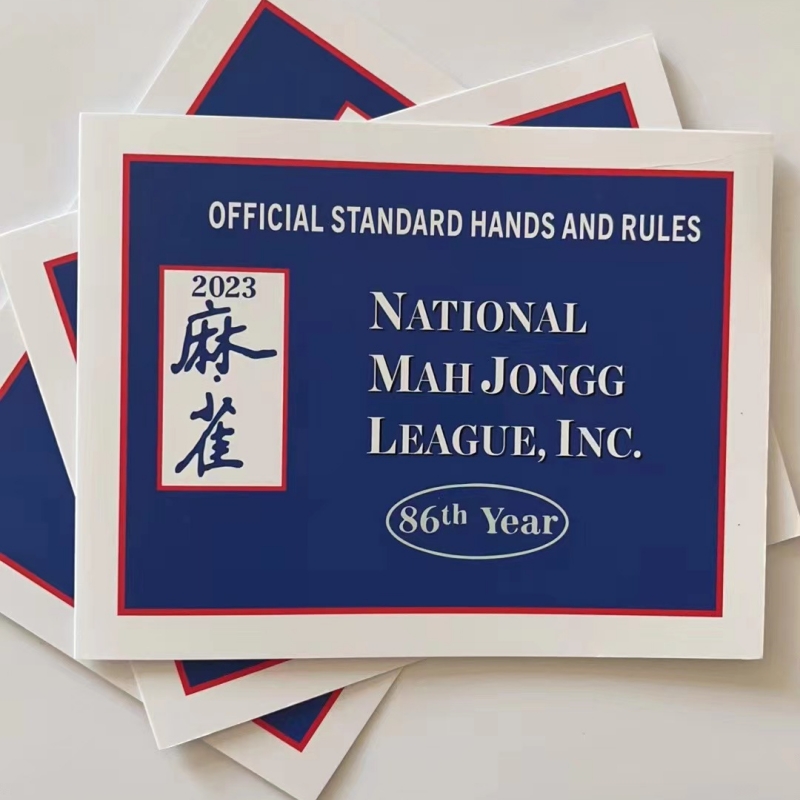 OFFICIAL STANDARD HANDS AND RULES
2023
麻
雀
NATIONAL
MAH JONGG
LEAGUE, INC.
86th Year